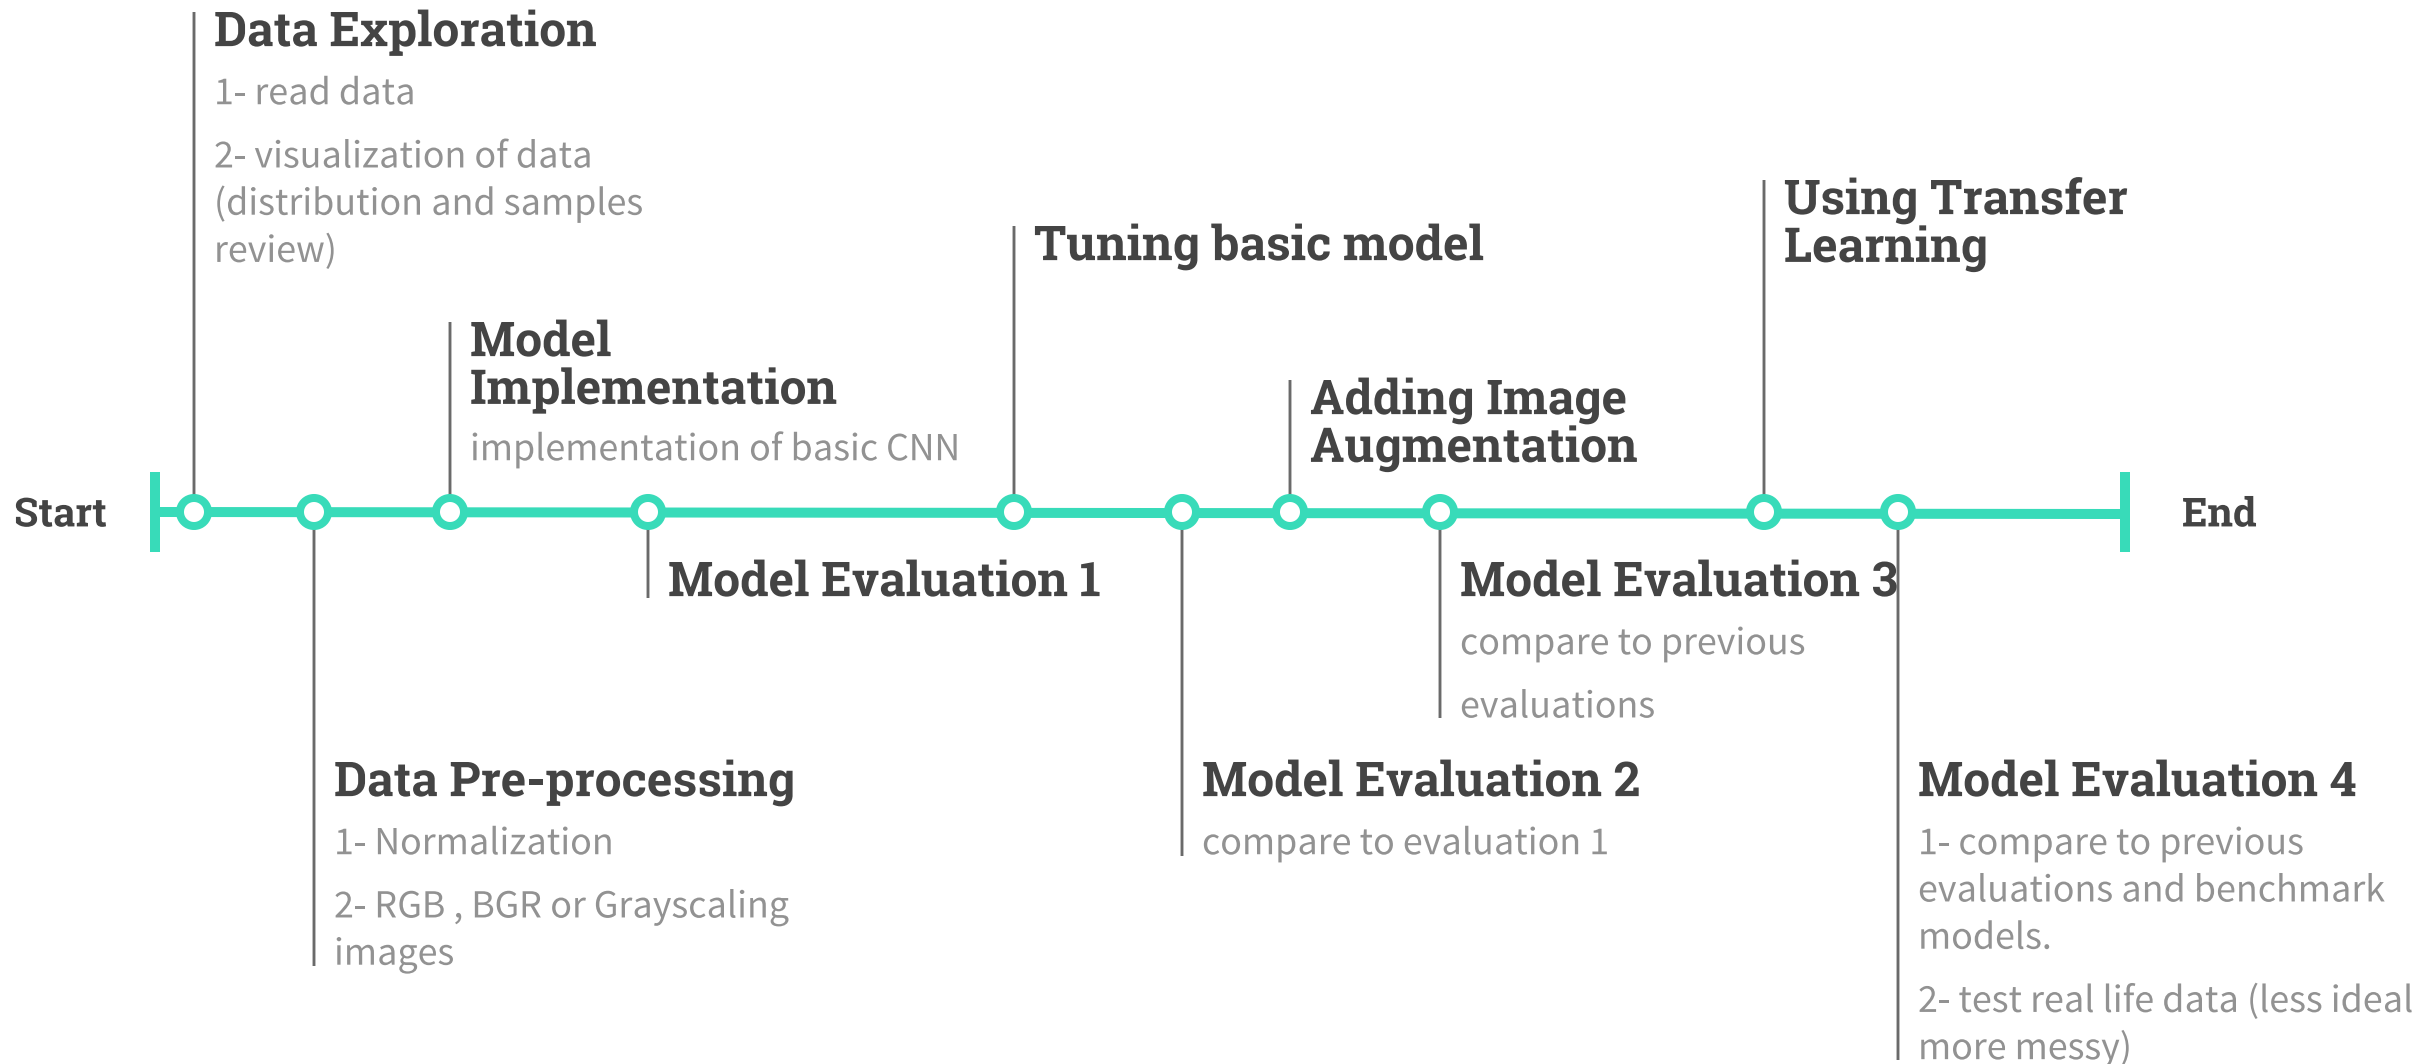 Data Exploration
1- read data
2- visualization of data
(distribution and samples
review)
Using Transfer
Learning
Tuning basic model
Model
Implementation
implementation of basic CNN
Adding Image
Augmentation
Start
End
Model Evaluation 1
Model Evaluation 3
compare to previous
evaluations
Data Pre-processing
1- Normalization
2- RGB , BGR or Grayscaling
images
Model Evaluation 2
compare to evaluation 1
Model Evaluation 4
1- compare to previous
evaluations and benchmark
models.
2- test real life data (less ideal
more messy)